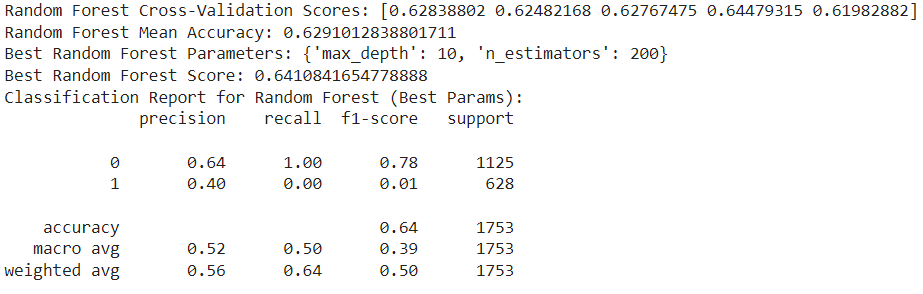 Random Forest Cross-Validation Scores: [0.62838802 0.62482168 0.62767475 0.64479315 0.61982882]
Random Forest Mean Accuracy: 0.6291012838801711
Best Random Forest Parameters: {'max_depth': 10, 'n_estimators': 200}
Best Random Forest Score: 0.6410841654778888
Classification Report for Random Forest (Best Params):
precision recall f1-score support
0 0.64 1.00 0.78 1125
1 0.40 0.00 0.01 628
accuracy 0.64 1753
macro avg 0.52 0.50 0.39 1753
weighted avg 0.56 0.64 0.50 1753